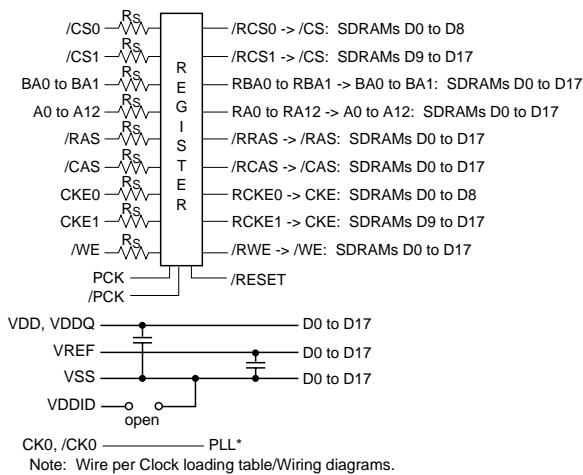 /CS0 RS /RCS0 -> /CS: SDRAMs D0 to D8
/CS1 RS /RCS1 -> /CS: SDRAMs D9 to D17
BA0 to BA1 RS RBA0 to RBA1 -> BA0 to BA1: SDRAMs D0 to D17
A0 to A12 RS RA0 to RA12 -> A0 to A12: SDRAMs D0 to D17
/RAS RS /RRAS -> /RAS: SDRAMs D0 to D17
/CAS RS /RCAS -> /CAS: SDRAMs D0 to D17
CKE0 RS RCKE0 -> CKE: SDRAMs D0 to D8
CKE1 RS RCKE1 -> CKE: SDRAMs D9 to D17
/WE RS /RWE -> /WE: SDRAMs D0 to D17
REGISTER
PCK /RESET
/PCK
VDD, VDDQ D0 to D17
VREF D0 to D17
VSS D0 to D17
VDDID
open
CK0, /CK0 PLL*
Note: Wire per Clock loading table/Wiring diagrams.